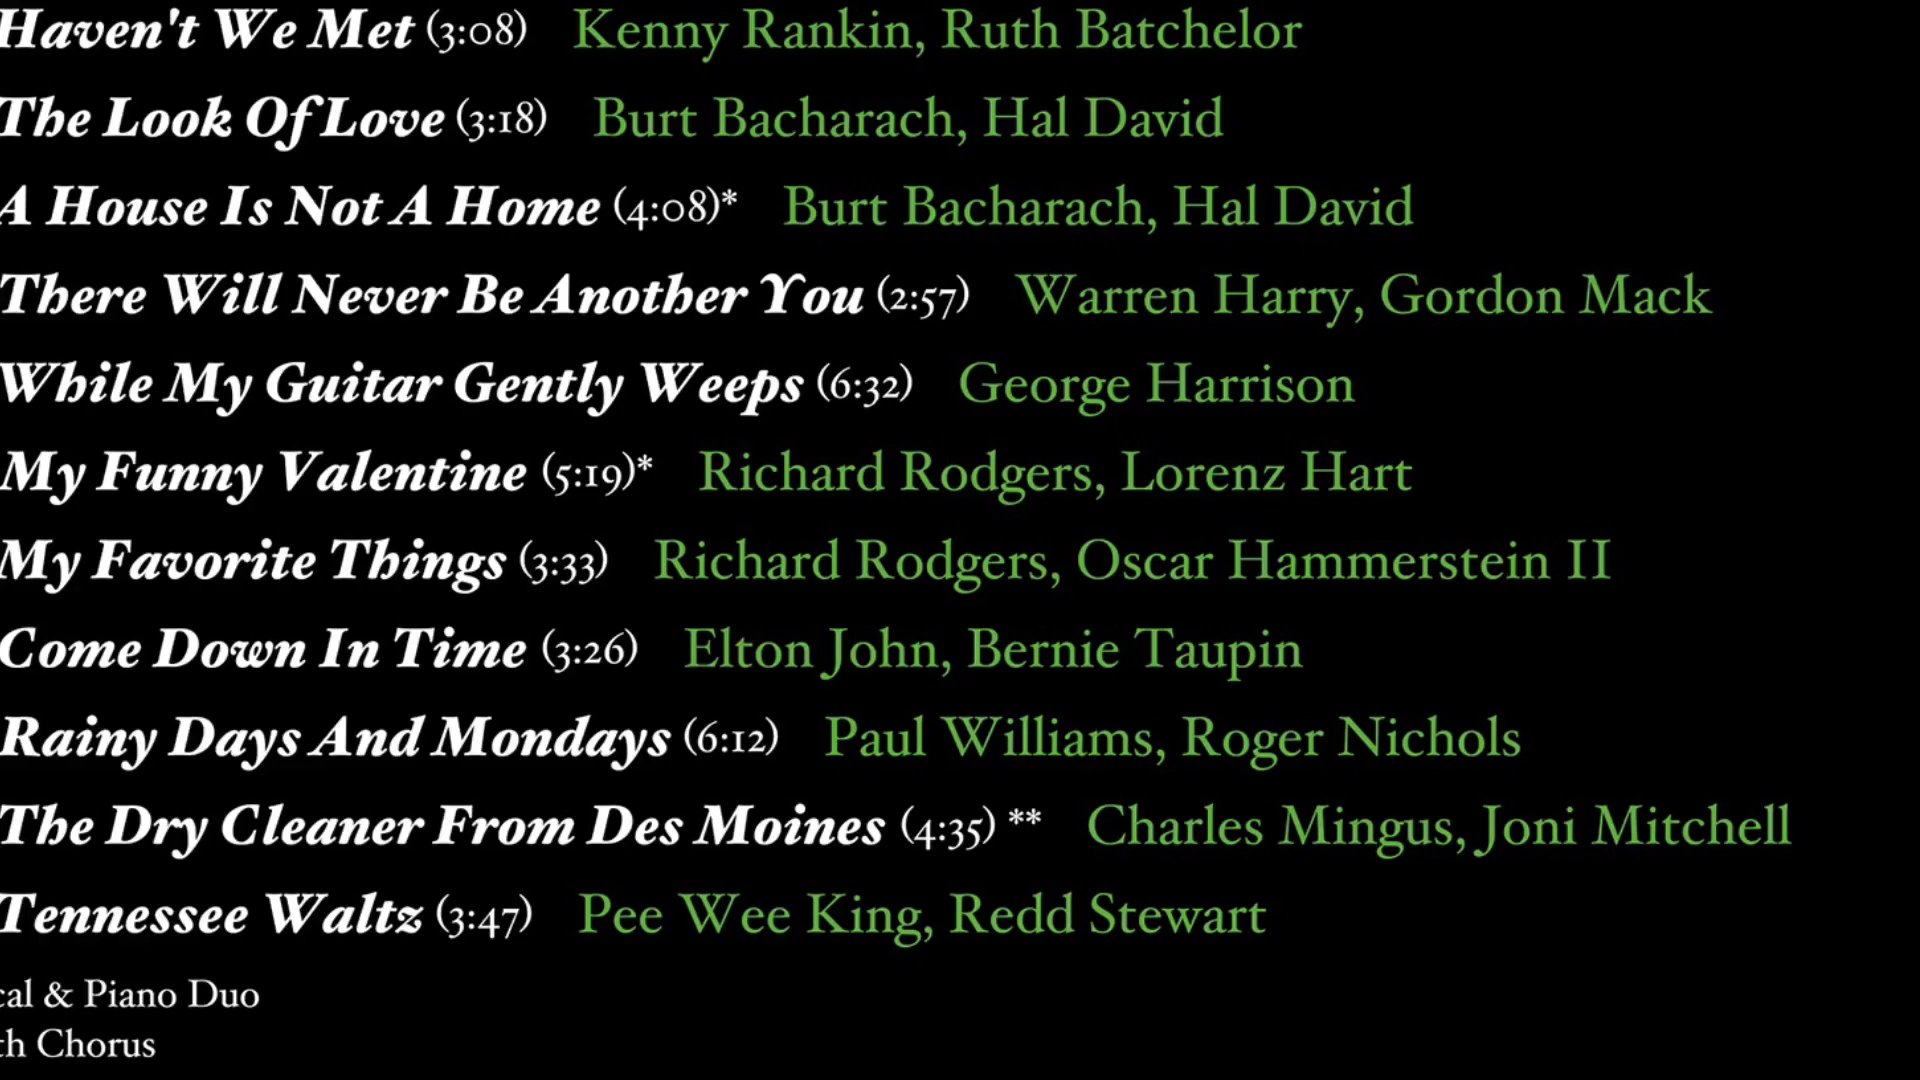 Haven't We Met (3:08) Kenny Rankin, Ruth Batchelor
The Look Of Love (3:18) Burt Bacharach, Hal David
A House Is Not A Home (4:08)* Burt Bacharach, Hal David
There Will Never Be Another You (2:57) Warren Harry, Gordon Mack
While My Guitar Gently Weeps (6:32) George Harrison
My Funny Valentine (5:19)* Richard Rodgers, Lorenz Hart
My Favorite Things (3:33) Richard Rodgers, Oscar Hammerstein II
Come Down In Time (3:26) Elton John, Bernie Taupin
Rainy Days And Mondays (6:12) Paul Williams, Roger Nichols
The Dry Cleaner From Des Moines (4:35) ** Charles Mingus, Joni Mitchell
Tennessee Waltz (3:47) Pee Wee King, Redd Stewart
cal & Piano Duo
th Chorus